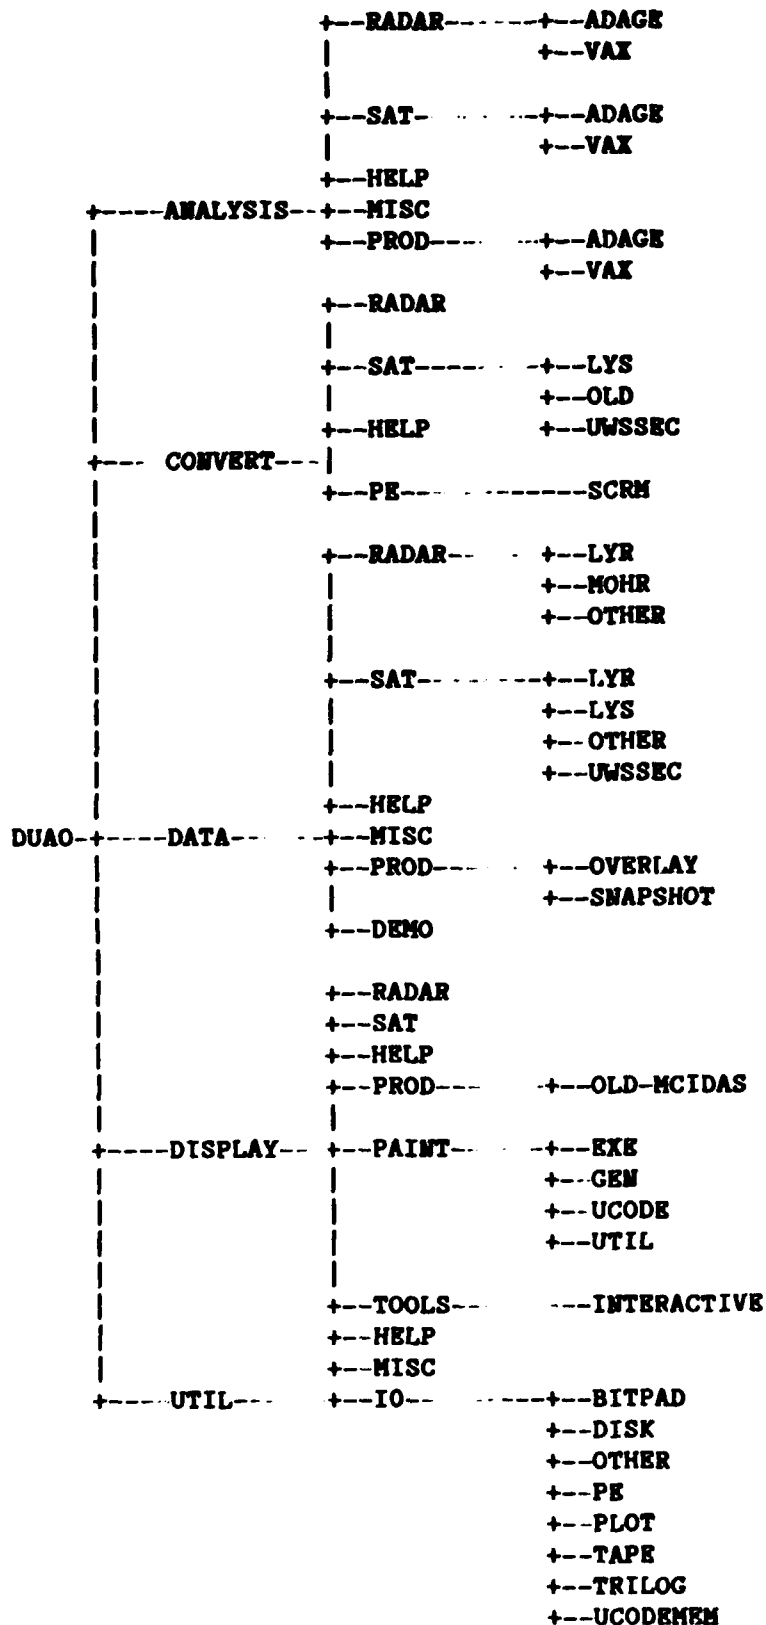 +--RADAR-------+--ADAGE
+--VAX
+--SAT- - - ---+--ADAGE
+--VAX
+--HELP
+-----ANALYSIS--+--MISC
+--PROD---- --+--ADAGE
+--VAX
+--RADAR
+--SAT----- - -+--LYS
+--OLD
+--HELP +--UWSSEC
+--- CONVERT---
+--PE--- --------SCRM
+--RADAR-- - +--LYR
+--MOHR
+--OTHER
+--SAT--- - ----+--LYR
+--LYS
+--OTHER
+--UWSSEC
+--HELP
DUAO-+-----DATA--- ---+--MISC
+--PROD---- - +--OVERLAY
+--SNAPSHOT
+--DEMO
+--RADAR
+--SAT
+--HELP
+--PROD--- -+--OLD-MCIDAS
+----DISPLAY-- +--PAINT--- - --+--EXE
+--GEN
+--UCODE
+--UTIL
+--TOOLS-- ---INTERACTIVE
+--HELP
+--MISC
+-----UTIL--- +--IO-- - ----+--BITPAD
+--DISK
+--OTHER
+--PE
+--PLOT
+--TAPE
+--TRILOG
+--UCODEMEM